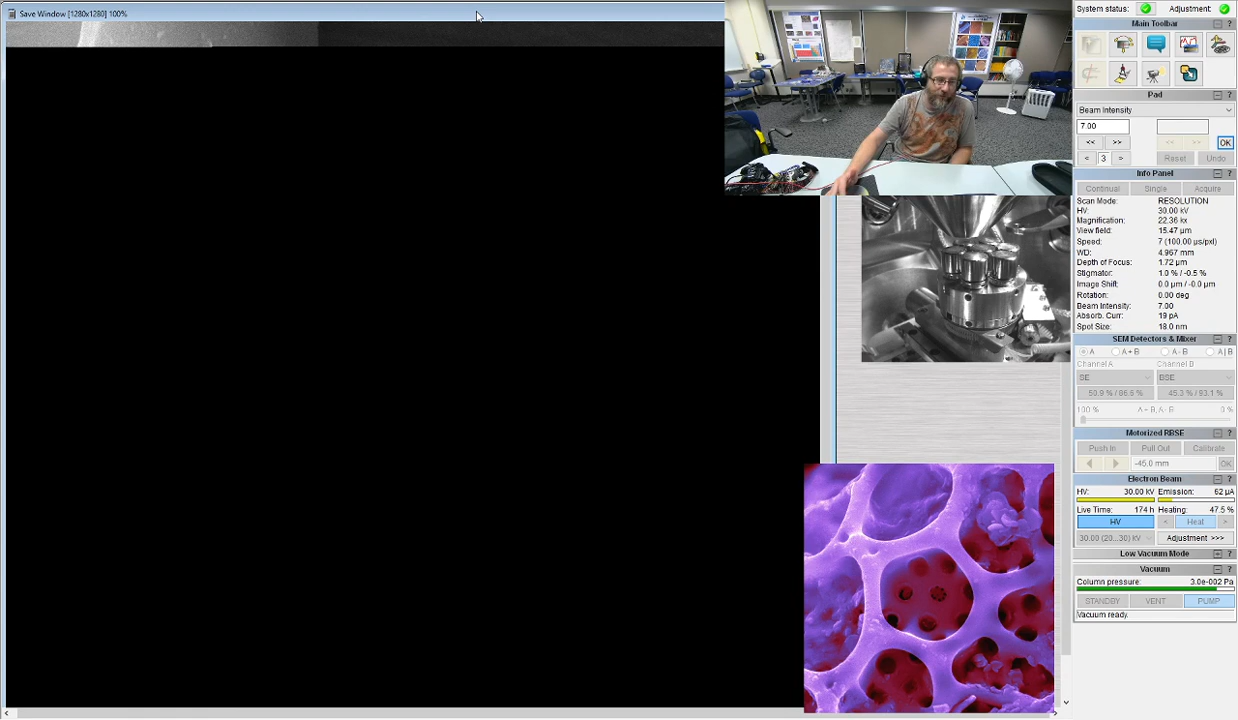 Save Window [1280x1280] 100%
System status: Adjustment:
Main Toolbar
Pad
Beam Intensity
7.00
<< >> << >> OK
< 3 > Reset Undo
Info Panel
Continual Single Acquire
Scan Mode: RESOLUTION
HV: 30.00 kV
Magnification: 22.36 kx
View field: 15.47 µm
Speed: 7 (100.00 µs/pxl)
WD: 4.967 mm
Depth of Focus: 1.72 µm
Stigmator: 1.0 % / -0.5 %
Image Shift: 0.0 µm / -0.0 µm
Rotation: 0.00 deg
Beam Intensity: 7.00
Absorb. Curr: 19 pA
Spot Size: 18.0 nm
SEM Detectors & Mixer
A A+B A-B A|B
Channel A Channel B
SE BSE
50.9 % / 86.6 % 45.3 % / 93.1 %
100 % A+B, A-B 0 %
Motorized RBSE
Push In Pull Out Calibrate
-45.0 mm OK
Electron Beam
HV: 30.00 kV Emission: 62 µA
Live Time: 174 h Heating: 47.5 %
HV < Heat >
30.00 (20...30) kV Adjustment >>>
Low Vacuum Mode
Vacuum
Column pressure: 3.0e-002 Pa
STANDBY VENT PUMP
Vacuum ready.